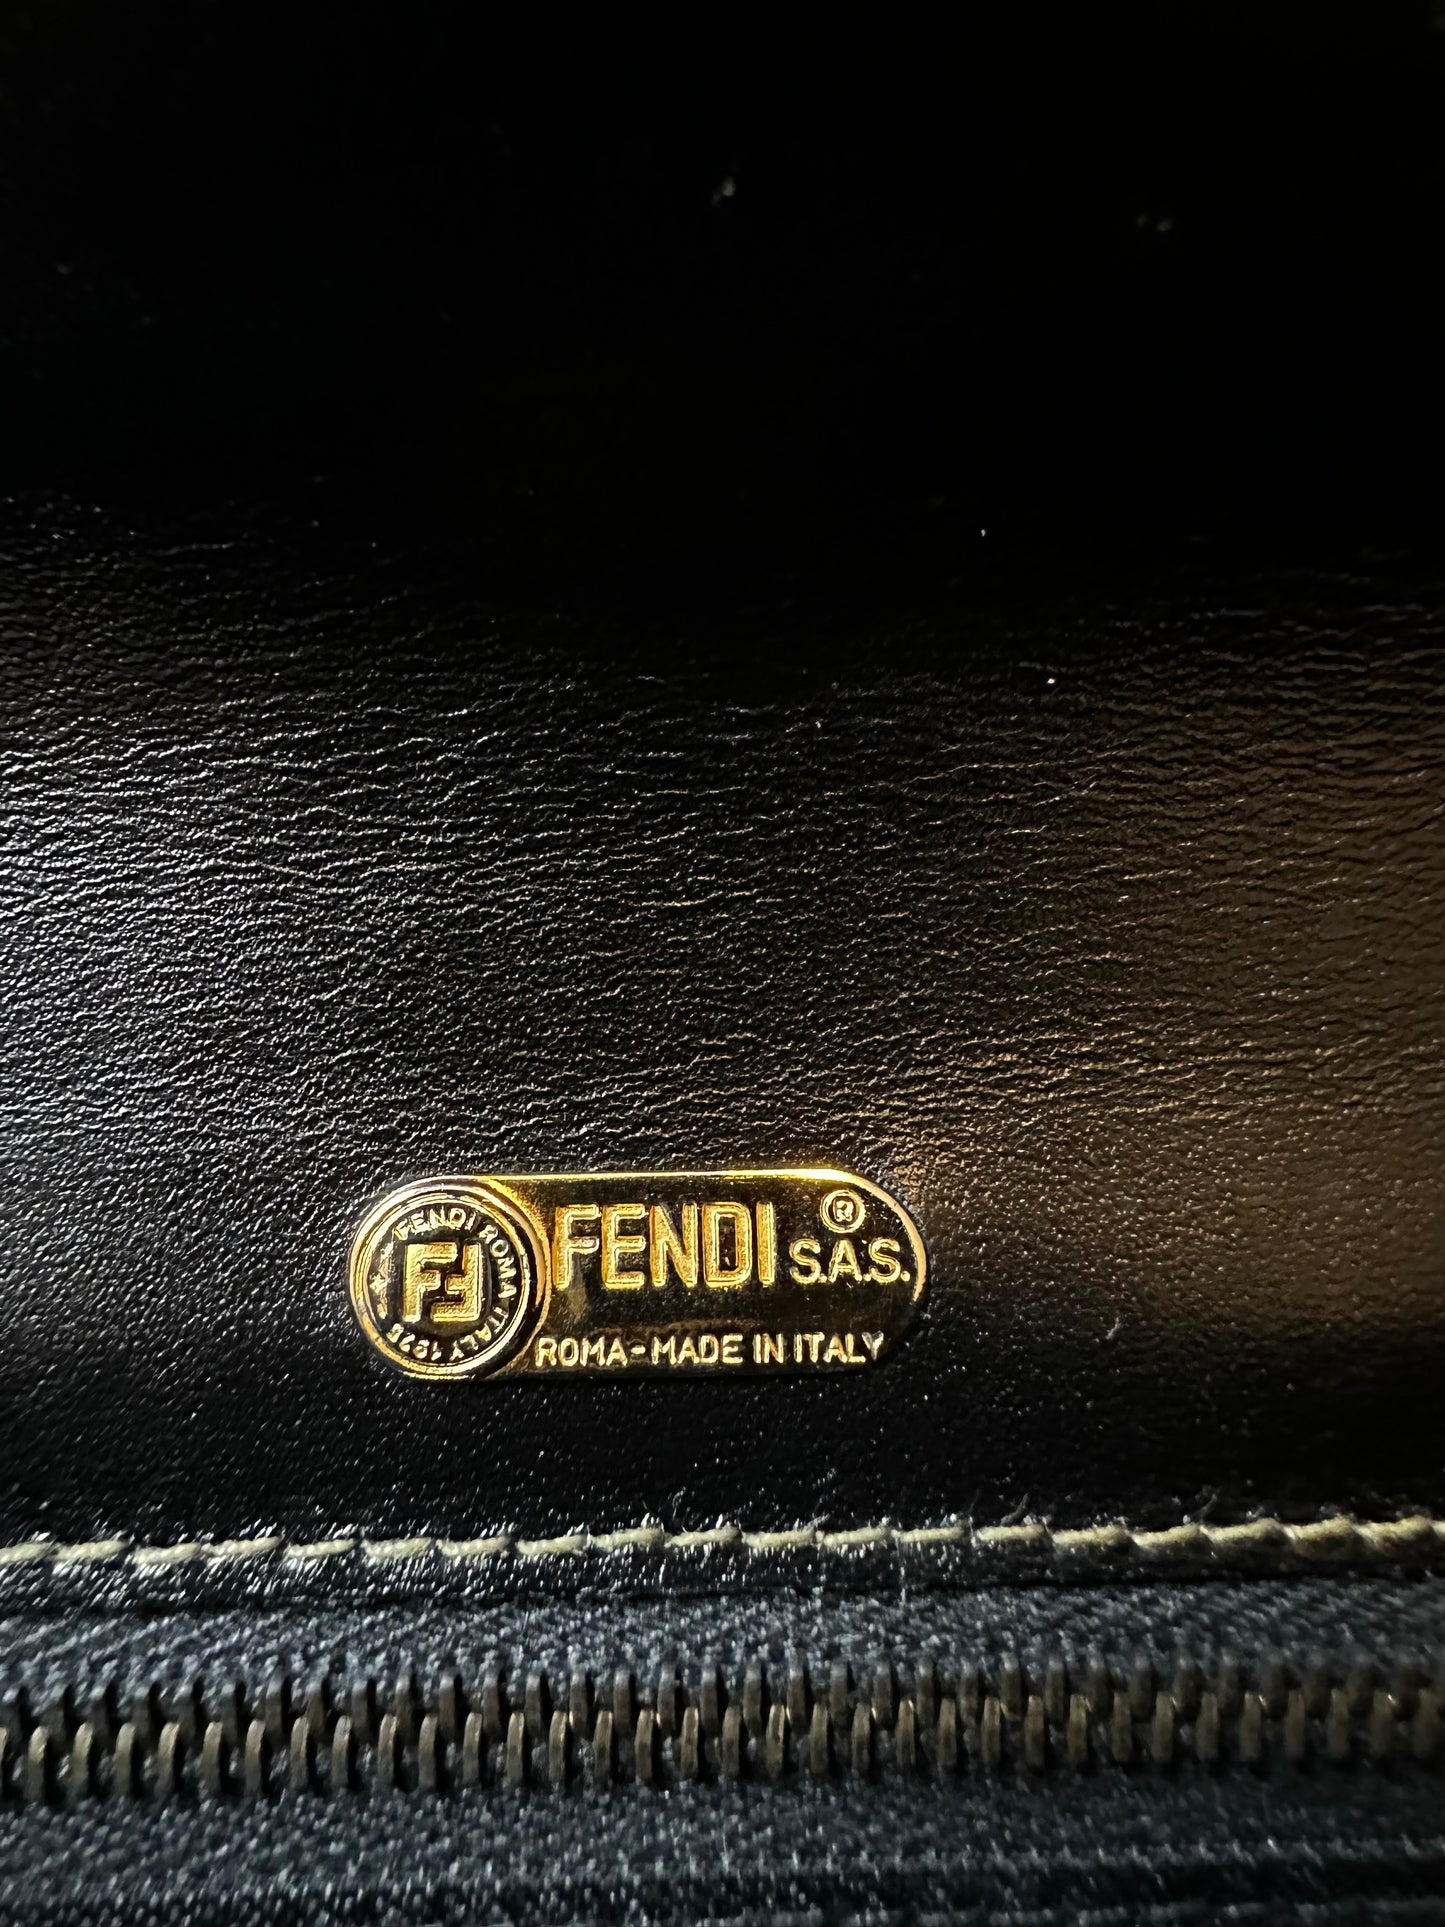 FENDI ®
S.A.S.
ROMA-MADE IN ITALY
FENDI ROMA ITALY 1925
FF